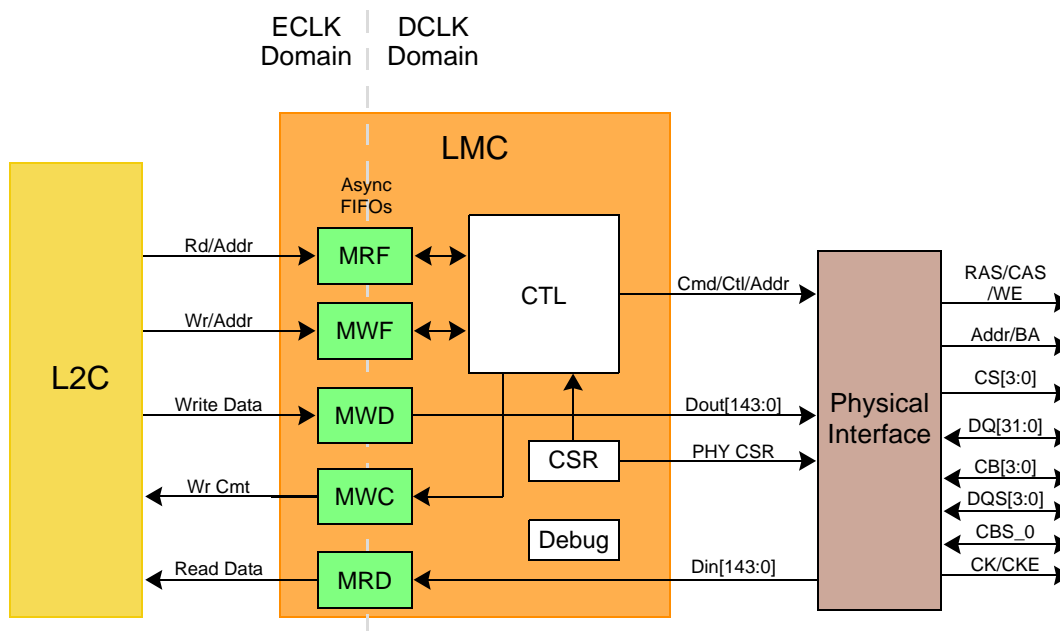 ECLK
Domain
DCLK
Domain
LMC
Async
FIFOs
L2C
Rd/Addr
MRF
CTL
Cmd/Ctl/Addr
Wr/Addr
MWF
Write Data
MWD
Dout[143:0]
CSR
PHY CSR
Wr Cmt
MWC
Debug
Read Data
MRD
Din[143:0]
Physical
Interface
RAS/CAS
/WE
Addr/BA
CS[3:0]
DQ[31:0]
CB[3:0]
DQS[3:0]
CBS_0
CK/CKE